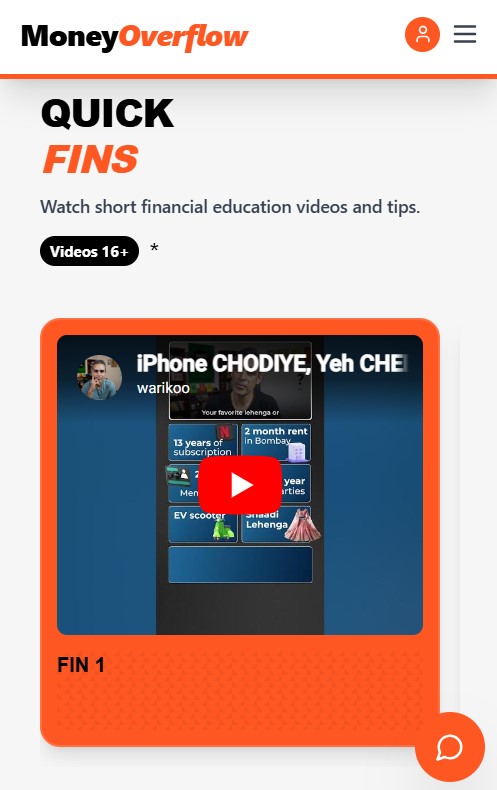 MoneyOverflow
QUICK
FINS
Watch short financial education videos and tips.
Videos 16+ *
iPhone CHODIYE, Yeh
warikoo
Your favorite lehenga or
13 years of
subscription
2 month rent
in Bombay
year
EV scooter
Shaadi
Lehenga
FIN 1